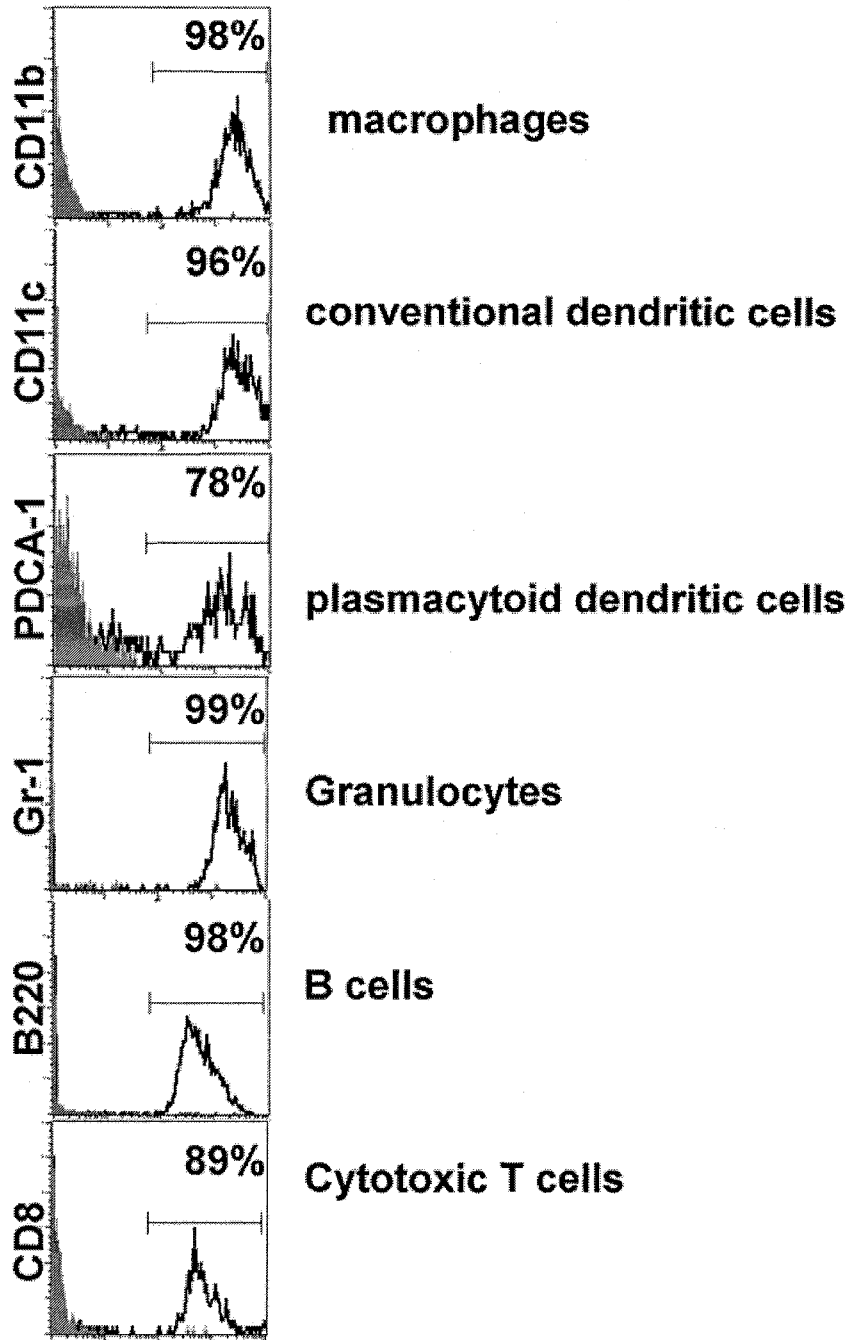 98%
CD11b
macrophages
96%
CD11c
conventional dendritic cells
78%
PDCA-1
plasmacytoid dendritic cells
99%
Gr-1
Granulocytes
98%
B220
B cells
89%
CD8
Cytotoxic T cells